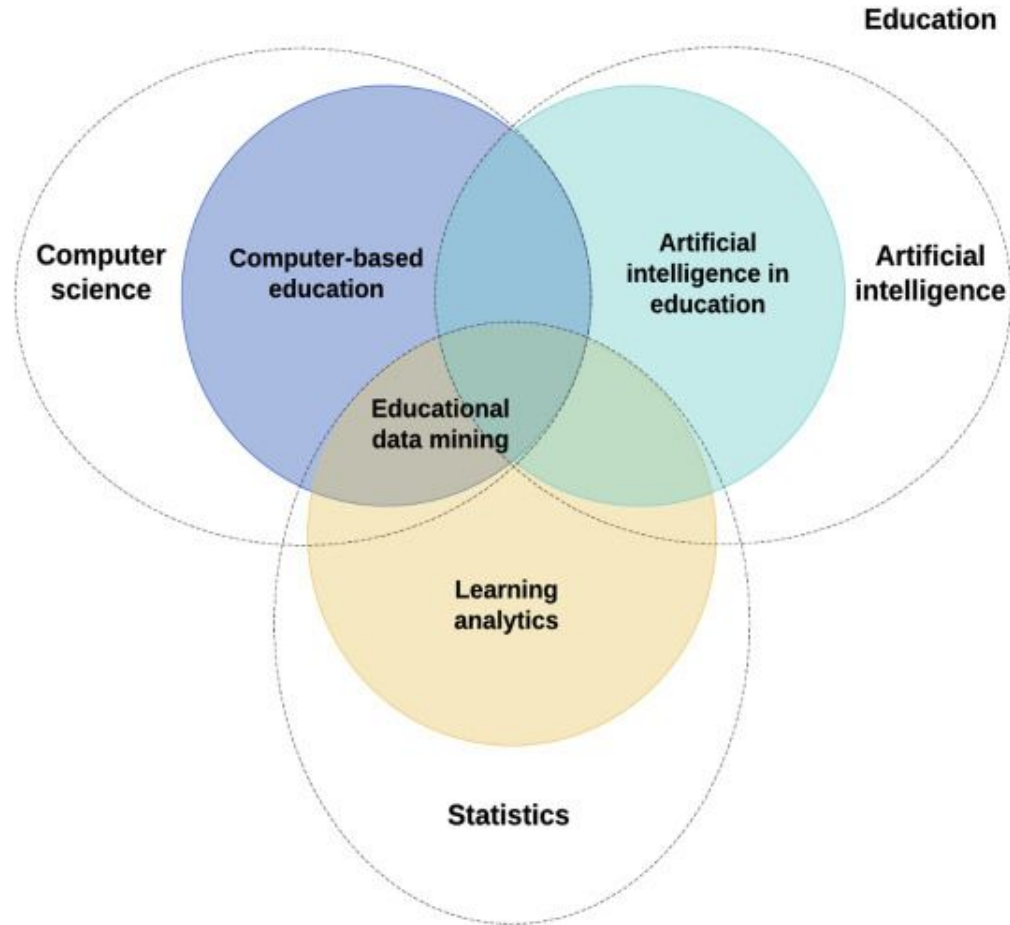 Education
Computer
science
Computer-based
education
Artificial
intelligence in
education
Artificial
intelligence
Educational
data mining
Learning
analytics
Statistics